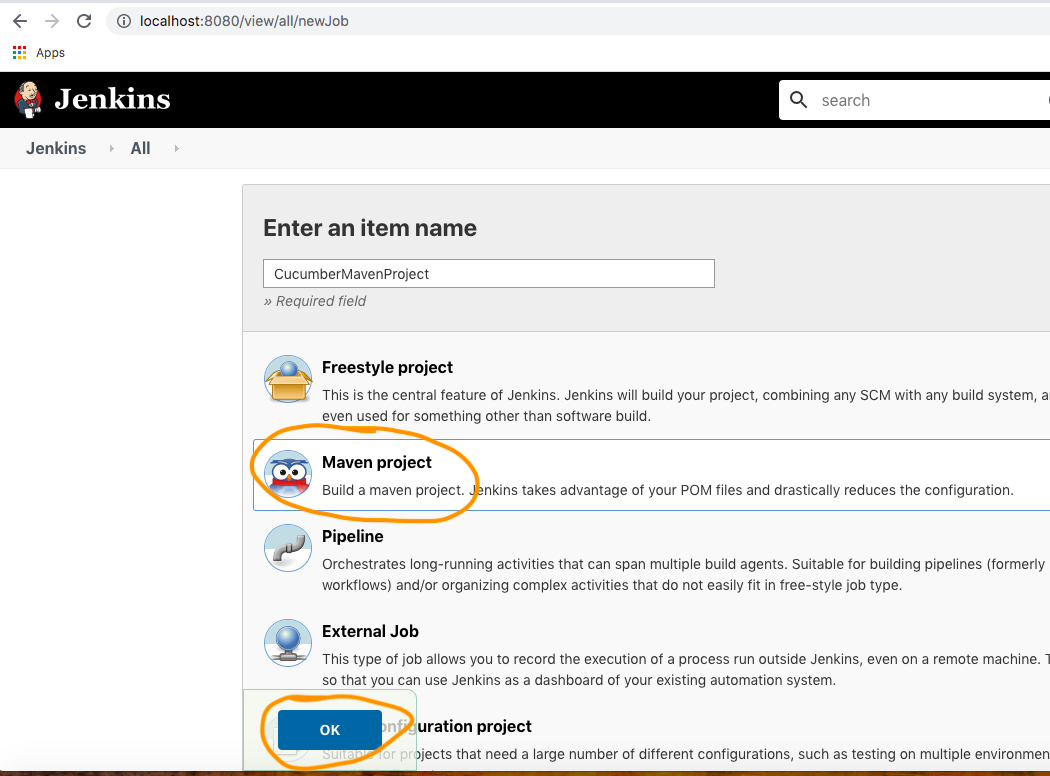 localhost:8080/view/all/newJob
Apps
Jenkins
search
Jenkins
All
Enter an item name
CucumberMavenProject
» Required field
Freestyle project
This is the central feature of Jenkins. Jenkins will build your project, combining any SCM with any build system,
even used for something other than software build.
Maven project
Build a maven project. Jenkins takes advantage of your POM files and drastically reduces the configuration.
Pipeline
Orchestrates long-running activities that can span multiple build agents. Suitable for building pipelines (formerly
workflows) and/or organizing complex activities that do not easily fit in free-style job type.
External Job
This type of job allows you to record the execution of a process run outside Jenkins, even on a remote machine.
so that you can use Jenkins as a dashboard of your existing automation system.
OK
onfiguration project
Suitable for projects that need a large number of different configurations, such as testing on multiple environmen